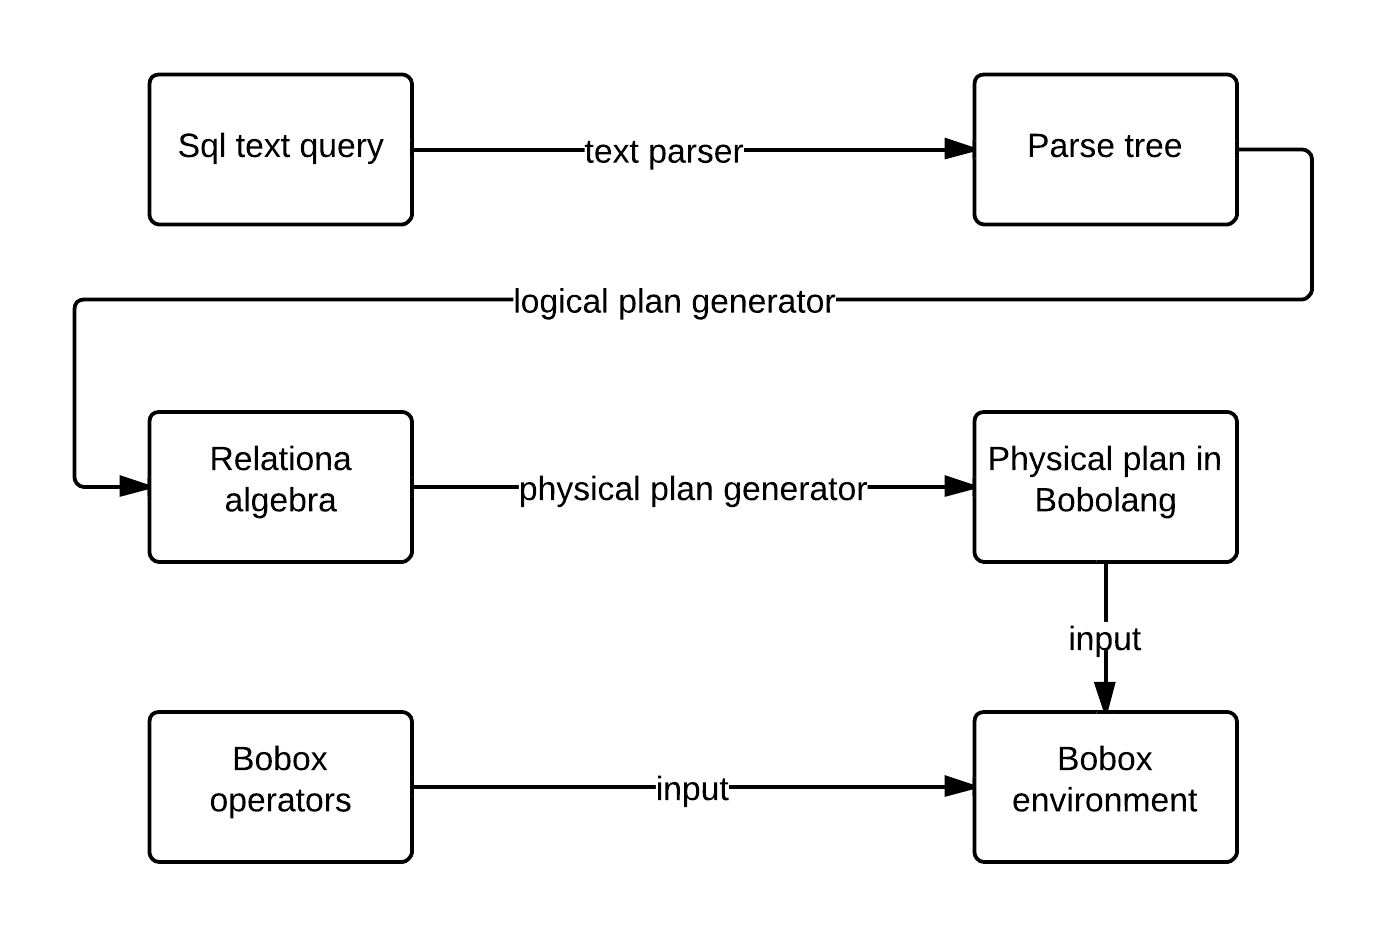 Sql text query
text parser
Parse tree
logical plan generator
Relationa
algebra
physical plan generator
Physical plan in
Bobolang
input
Bobox
operators
input
Bobox
environment